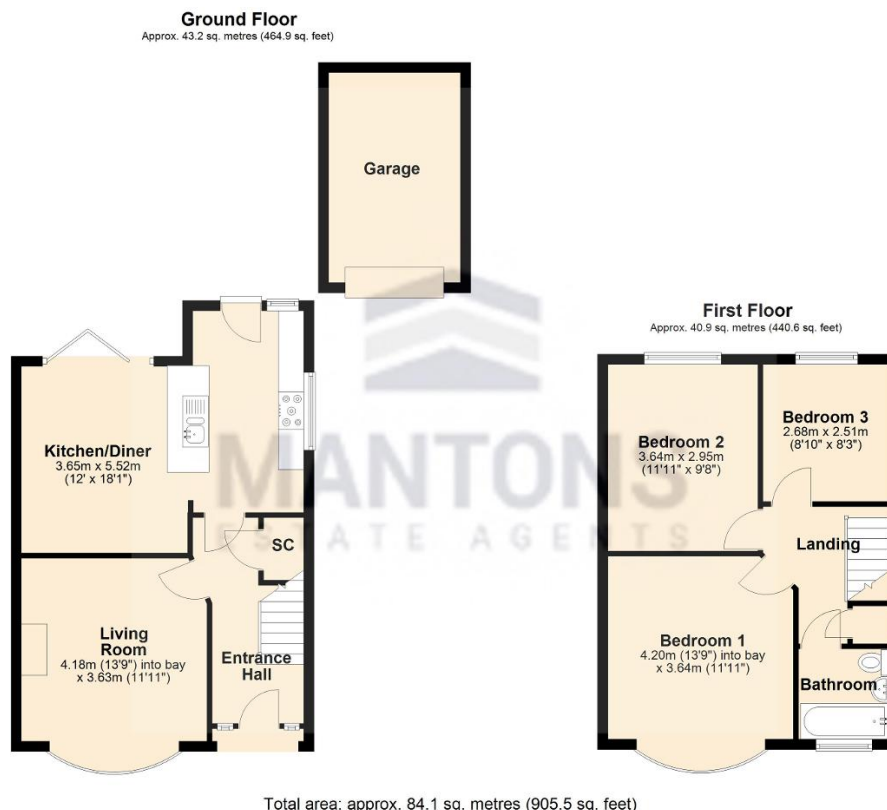 Ground Floor
Approx. 43.2 sq. metres (464.9 sq. feet)
Garage
Kitchen/Diner
3.65m x 5.52m
(12' x 18'1")
SC
Living
Room
4.18m (13'9") into bay
x 3.63m (11'11")
Entrance
Hall
First Floor
Approx. 40.9 sq. metres (440.6 sq. feet)
Bedroom 2
3.64m x 2.95m
(11'11" x 9'8")
Bedroom 3
2.68m x 2.51m
(8'10" x 8'3")
Landing
Bedroom 1
4.20m (13'9") into bay
x 3.64m (11'11")
Bathroom
MANTONS
ESTATE AGENTS
Total area: approx. 84.1 sq. metres (905.5 sq. feet)